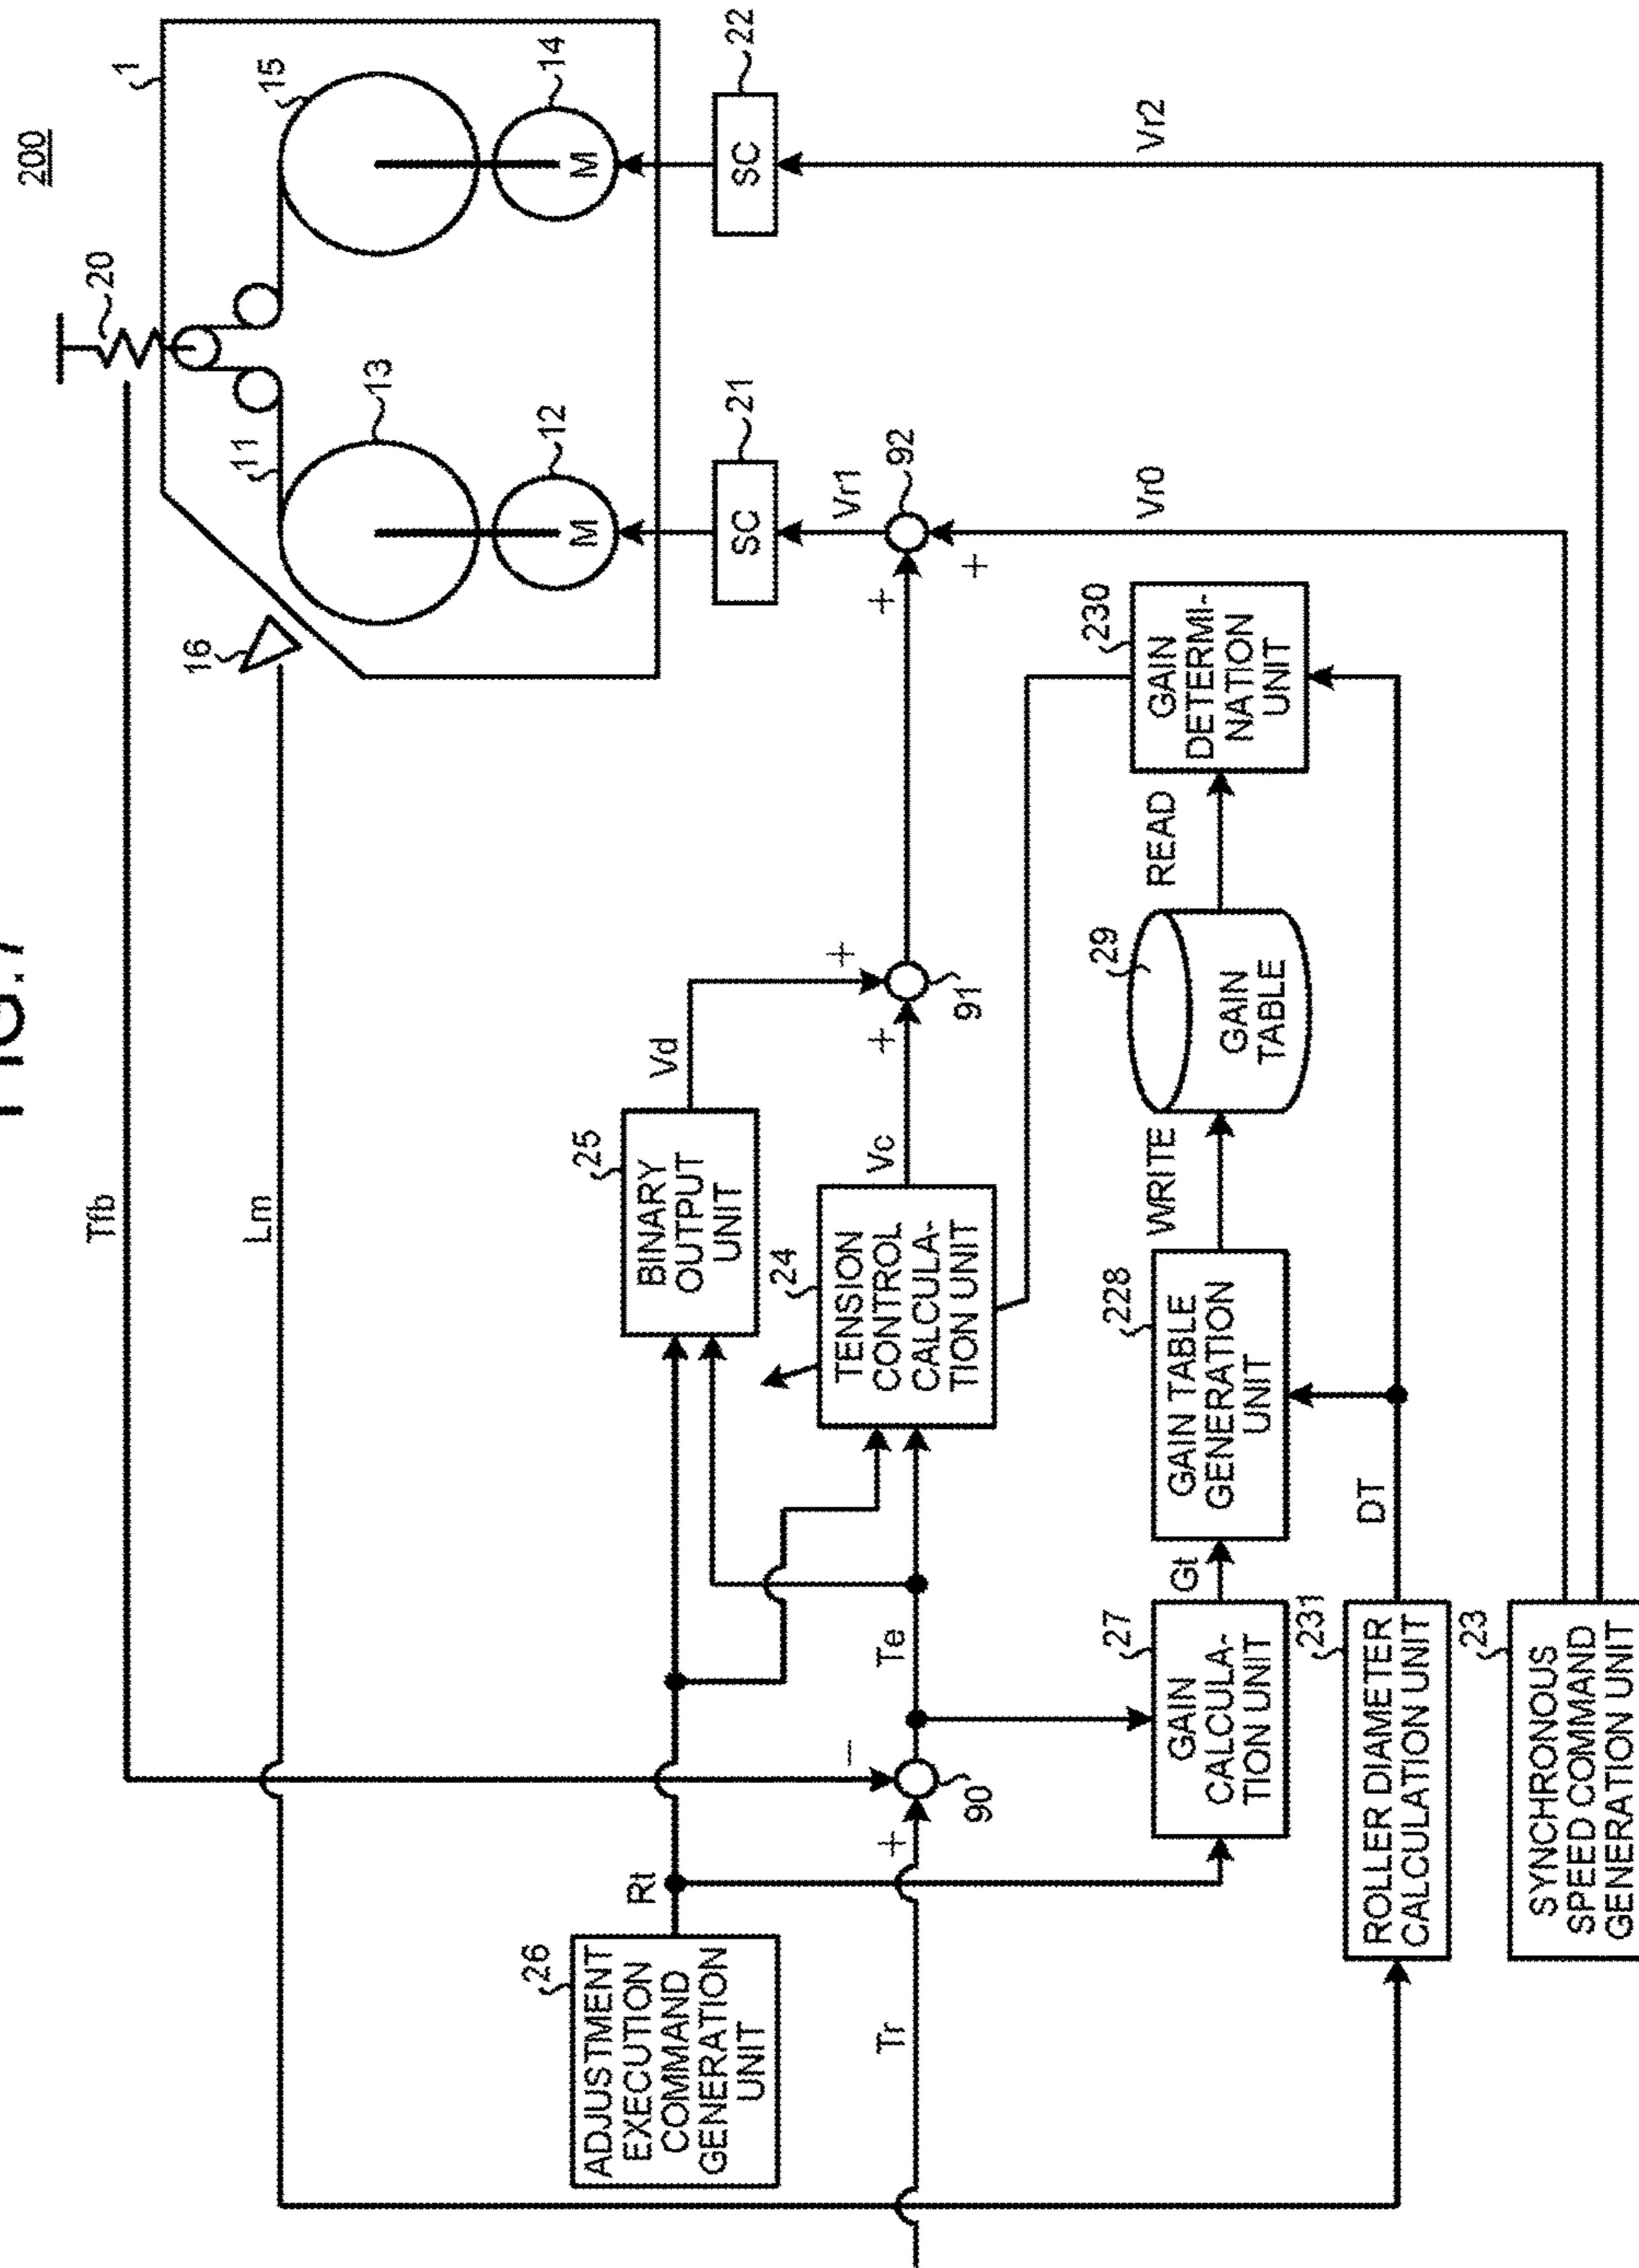 FIG.7
200
1
15
14
22
SC
M
20
13
11
12
M
21
SC
16
Tfb
Lm
Vr1
92
+
+
Vr0
Vr2
25
BINARY
OUTPUT
UNIT
Vd
+
+
91
24
TENSION
CONTROL
CALCULA-
TION UNIT
Vc
230
GAIN
DETERMI-
NATION
UNIT
READ
29
GAIN
TABLE
WRITE
228
GAIN TABLE
GENERATION
UNIT
26
ADJUSTMENT
EXECUTION
COMMAND
GENERATION
UNIT
Rt
Tr
+
−
90
Te
27
GAIN
CALCULA-
TION UNIT
Gt
231
ROLLER DIAMETER
CALCULATION UNIT
DT
23
SYNCHRONOUS
SPEED COMMAND
GENERATION UNIT